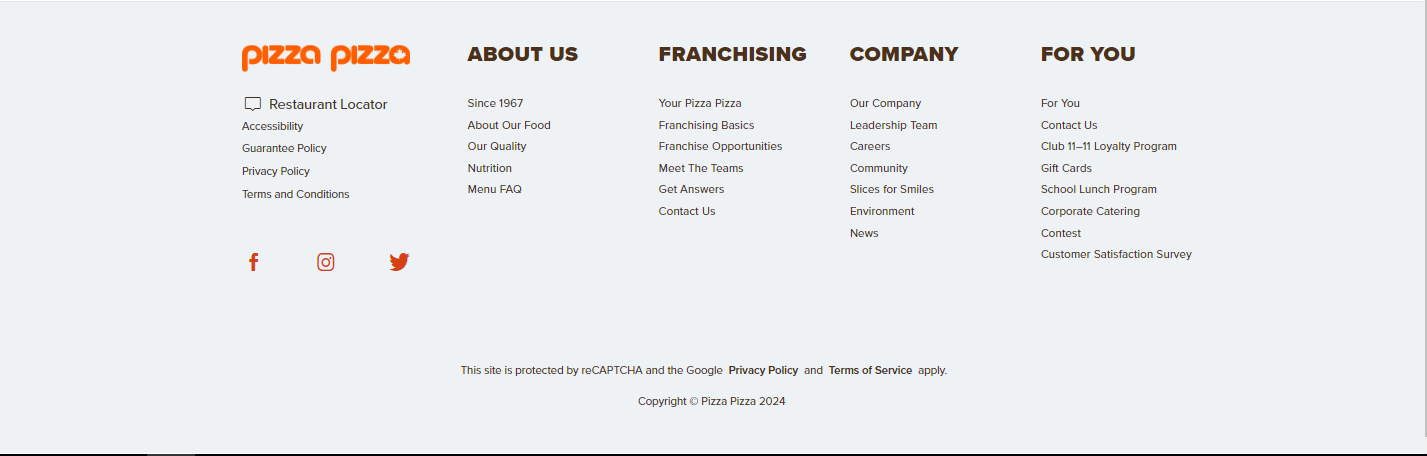 pizza pizza
Restaurant Locator
Accessibility
Guarantee Policy
Privacy Policy
Terms and Conditions
ABOUT US
Since 1967
About Our Food
Our Quality
Nutrition
Menu FAQ
FRANCHISING
Your Pizza Pizza
Franchising Basics
Franchise Opportunities
Meet The Teams
Get Answers
Contact Us
COMPANY
Our Company
Leadership Team
Careers
Community
Slices for Smiles
Environment
News
FOR YOU
For You
Contact Us
Club 11–11 Loyalty Program
Gift Cards
School Lunch Program
Corporate Catering
Contest
Customer Satisfaction Survey
This site is protected by reCAPTCHA and the Google Privacy Policy and Terms of Service apply.
Copyright © Pizza Pizza 2024